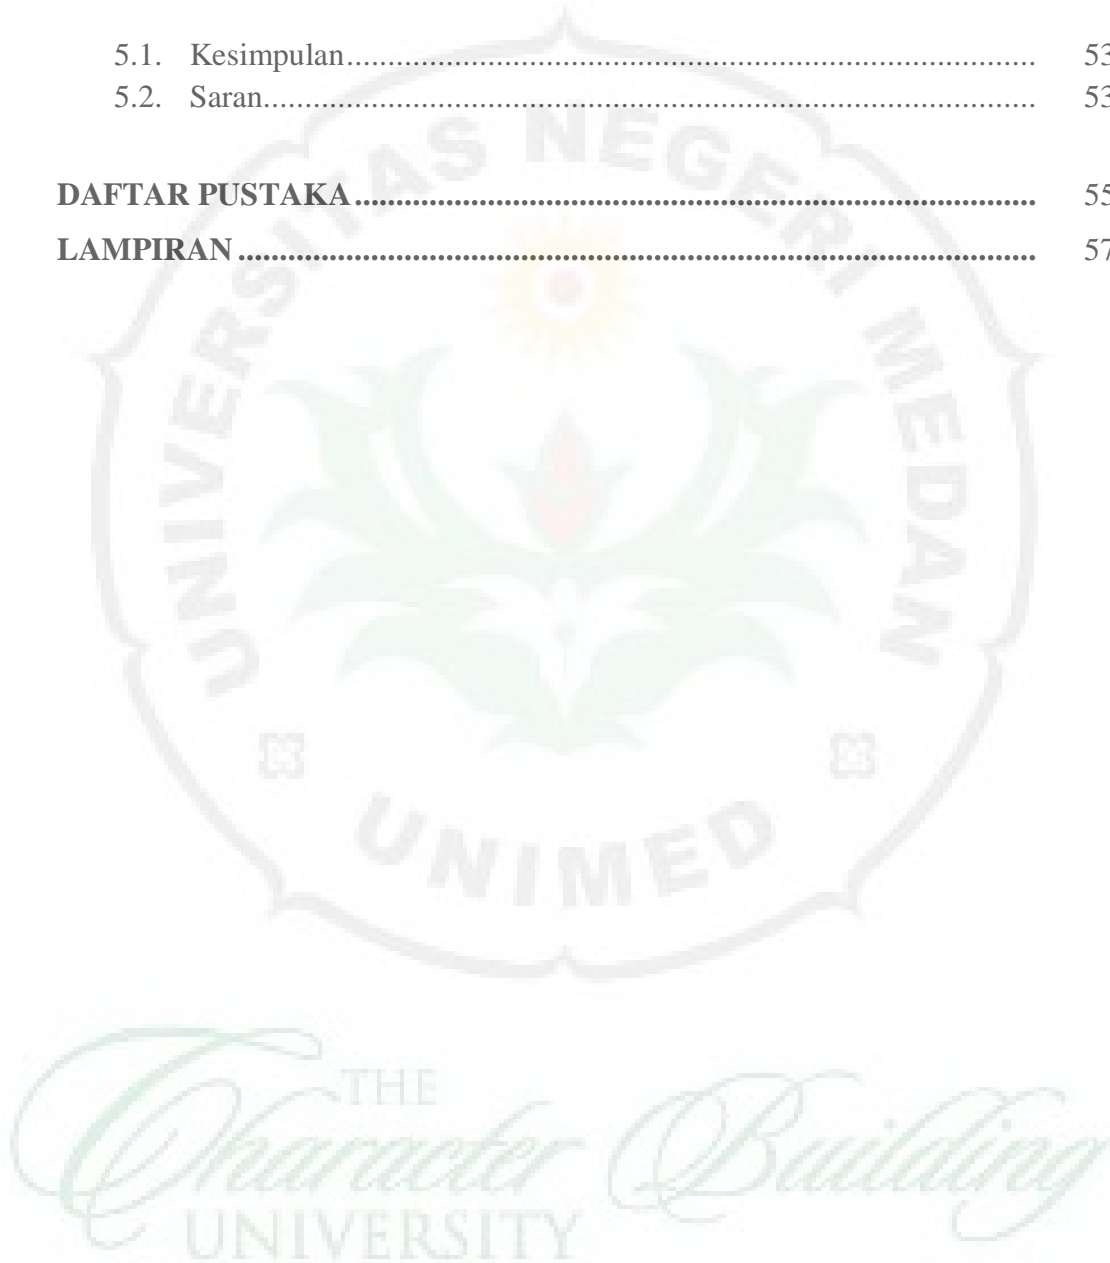 5.1. Kesimpulan.................................................................................... 53
5.2. Saran.............................................................................................. 53
DAFTAR PUSTAKA.................................................................................. 55
LAMPIRAN................................................................................................ 57
UNIVERSITAS NEGERI MEDAN
UNIMED
THE
Character Building
UNIVERSITY